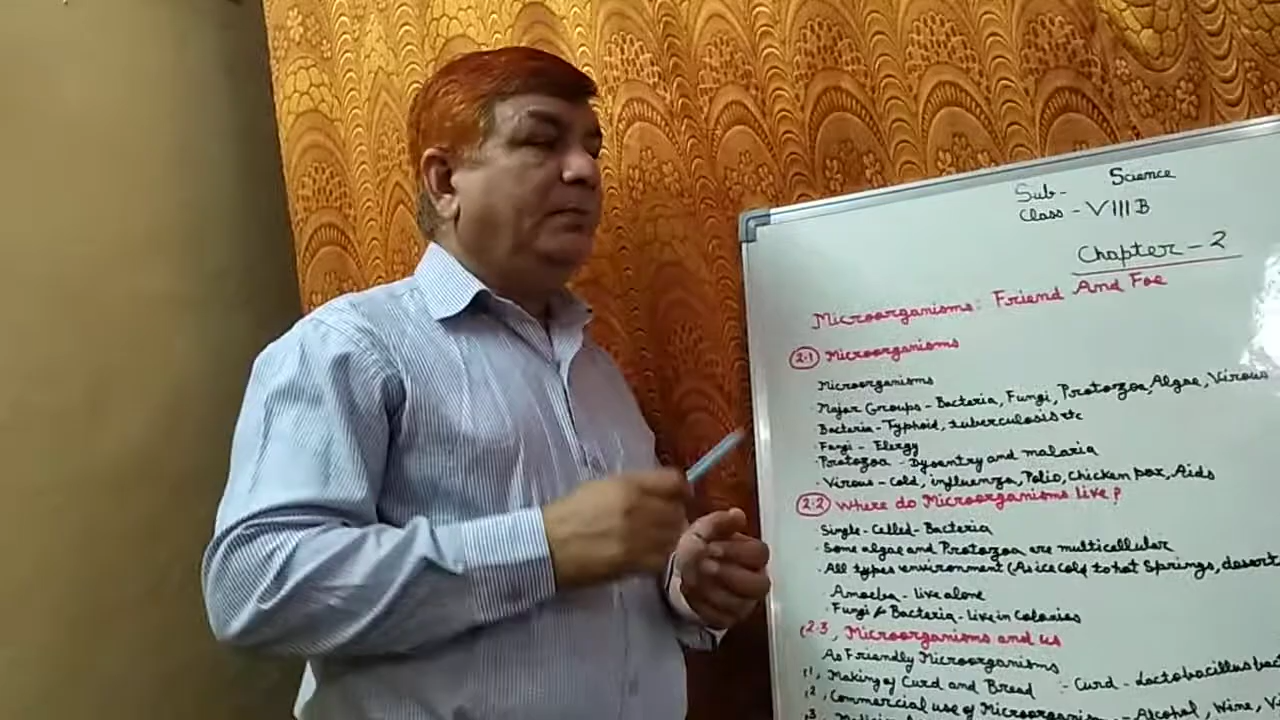 Sub- Science
Class - VIII B
Chapter - 2
Microorganisms: Friend And Foe
2.1 Microorganisms
Microorganisms
Major Groups - Bacteria, Fungi, Protozoa, Algae, Virous
Bacteria - Typhoid, tuberculosis etc
Fungi - Elergy
Protozoa - Dysantry and malaria
Virous - Cold, influenza, Polio, Chicken pox, Aids
2.2 Where do Microorganisms live?
Single-Celled - Bacteria
Some algae and Protozoa are multicellular
All types environment (As ice cold to hot Springs, desert
Amoeba - live alone
Fungi & Bacteria - live in Colonies
2.3, Microorganisms and us
As Friendly Microorganisms
1, Making of Curd and Bread - Curd - Lactobacillus
2, Commercial use of Microorganisms Alcohol, Wine,
3,